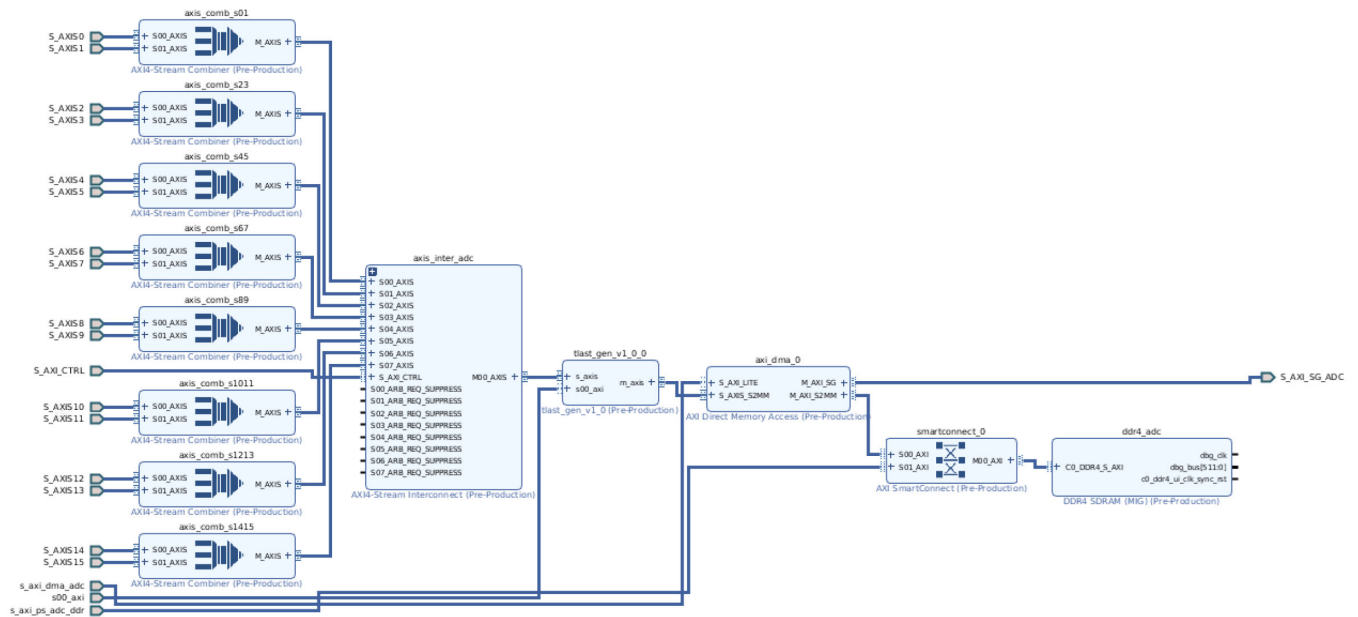 axis_comb_s01
S_AXIS0
S_AXIS1
S00_AXIS
S01_AXIS
M_AXIS
AXI4-Stream Combiner (Pre-Production)
axis_comb_s23
S_AXIS2
S_AXIS3
S00_AXIS
S01_AXIS
M_AXIS
AXI4-Stream Combiner (Pre-Production)
axis_comb_s45
S_AXIS4
S_AXIS5
S00_AXIS
S01_AXIS
M_AXIS
AXI4-Stream Combiner (Pre-Production)
axis_comb_s67
S_AXIS6
S_AXIS7
S00_AXIS
S01_AXIS
M_AXIS
AXI4-Stream Combiner (Pre-Production)
axis_comb_s89
S_AXIS8
S_AXIS9
S00_AXIS
S01_AXIS
M_AXIS
AXI4-Stream Combiner (Pre-Production)
S_AXI_CTRL
axis_comb_s1011
S_AXIS10
S_AXIS11
S00_AXIS
S01_AXIS
M_AXIS
AXI4-Stream Combiner (Pre-Production)
axis_comb_s1213
S_AXIS12
S_AXIS13
S00_AXIS
S01_AXIS
M_AXIS
AXI4-Stream Combiner (Pre-Production)
axis_comb_s1415
S_AXIS14
S_AXIS15
S00_AXIS
S01_AXIS
M_AXIS
AXI4-Stream Combiner (Pre-Production)
s_axi_dma_adc
s00_axi
s_axi_ps_adc_ddr
axis_inter_adc
S00_AXIS
S01_AXIS
S02_AXIS
S03_AXIS
S04_AXIS
S05_AXIS
S06_AXIS
S07_AXIS
S_AXI_CTRL
M00_AXIS
S00_ARB_REQ_SUPPRESS
S01_ARB_REQ_SUPPRESS
S02_ARB_REQ_SUPPRESS
S03_ARB_REQ_SUPPRESS
S04_ARB_REQ_SUPPRESS
S05_ARB_REQ_SUPPRESS
S06_ARB_REQ_SUPPRESS
S07_ARB_REQ_SUPPRESS
AXI4-Stream Interconnect (Pre-Production)
tlast_gen_v1_0_0
s_axis
s00_axi
m_axis
tlast_gen_v1_0 (Pre-Production)
axi_dma_0
S_AXI_LITE
S_AXIS_S2MM
M_AXI_SG
M_AXI_S2MM
AXI Direct Memory Access (Pre-Production)
S_AXI_SG_ADC
smartconnect_0
S00_AXI
S01_AXI
M00_AXI
AXI SmartConnect (Pre-Production)
ddr4_adc
C0_DDR4_S_AXI
dbg_clk
dbg_bus[511:0]
c0_ddr4_ui_clk_sync_rst
DDR4 SDRAM (MIG) (Pre-Production)